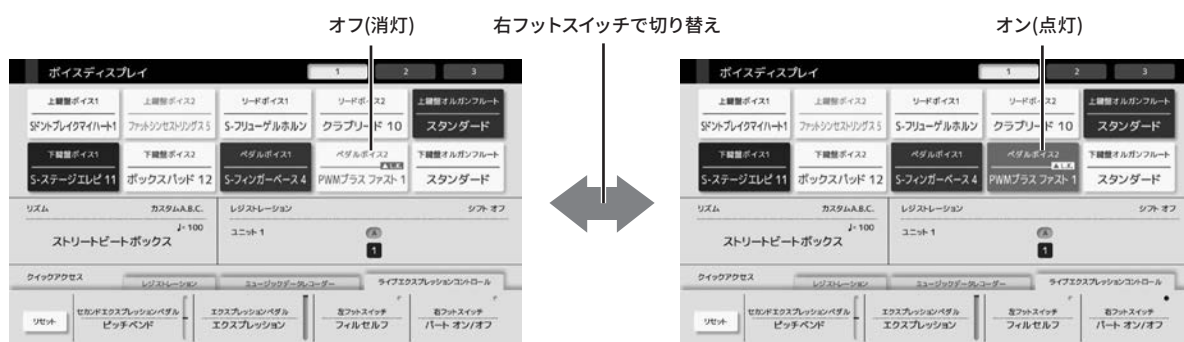 オフ(消灯)
右フットスイッチで切り替え
オン(点灯)
ボイスディスプレイ
1 2 3
上鍵盤ボイス1 上鍵盤ボイス2 リードボイス1 リードボイス2 上鍵盤オルガンフルート
Sドントブレイクマイハート1 ファットシンセストリングス 5 S-フリューゲルホルン クラブリード 10 スタンダード
下鍵盤ボイス1 下鍵盤ボイス2 ペダルボイス1 ペダルボイス2 下鍵盤オルガンフルート
▲ L.K.
S-ステージエレピ 11 ボックスパッド 12 S-フィンガーベース 4 PWMブラス ファスト 1 スタンダード
リズム カスタムA.B.C. レジストレーション シフト オフ
♩= 100 ユニット 1 A
ストリートビートボックス 1
クイックアクセス レジストレーション ミュージックデータレコーダー ライブエクスプレッションコントロール
セカンドエクスプレッションペダル エクスプレッションペダル 左フットスイッチ 右フットスイッチ
リセット ピッチベンド エクスプレッション フィルセルフ パート オン/オフ
ボイスディスプレイ
1 2 3
上鍵盤ボイス1 上鍵盤ボイス2 リードボイス1 リードボイス2 上鍵盤オルガンフルート
Sドントブレイクマイハート1 ファットシンセストリングス 5 S-フリューゲルホルン クラブリード 10 スタンダード
下鍵盤ボイス1 下鍵盤ボイス2 ペダルボイス1 ペダルボイス2 下鍵盤オルガンフルート
▲ L.K.
S-ステージエレピ 11 ボックスパッド 12 S-フィンガーベース 4 PWMブラス ファスト 1 スタンダード
リズム カスタムA.B.C. レジストレーション シフト オフ
♩= 100 ユニット 1 A
ストリートビートボックス 1
クイックアクセス レジストレーション ミュージックデータレコーダー ライブエクスプレッションコントロール
セカンドエクスプレッションペダル エクスプレッションペダル 左フットスイッチ 右フットスイッチ
リセット ピッチベンド エクスプレッション フィルセルフ パート オン/オフ